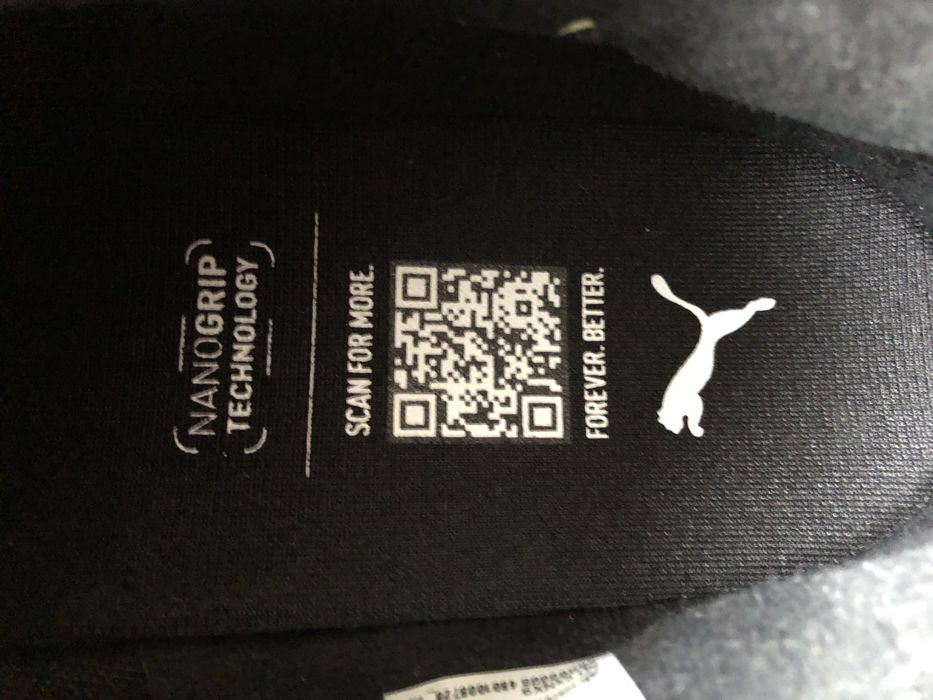 NANOGRIP
TECHNOLOGY
SCAN FOR MORE.
FOREVER. BETTER.